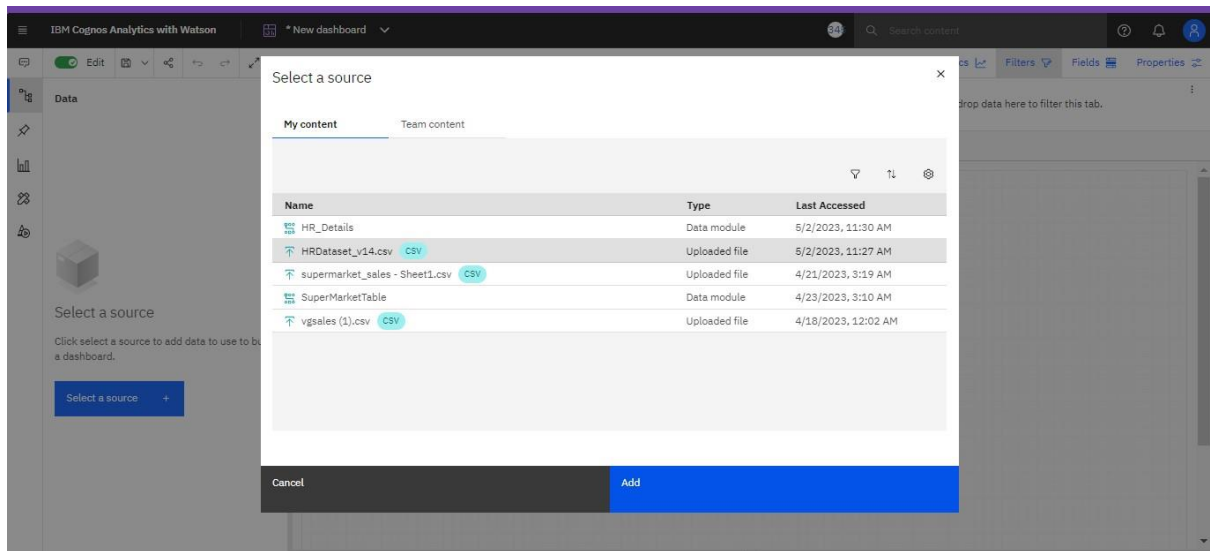 IBM Cognos Analytics with Watson
* New dashboard
34
Search content
Edit
cs
Filters
Fields
Properties
Data
drop data here to filter this tab.
Select a source
My content
Team content
Name Type Last Accessed
HR_Details Data module 5/2/2023, 11:30 AM
HRDataset_v14.csv CSV Uploaded file 5/2/2023, 11:27 AM
supermarket_sales - Sheet1.csv CSV Uploaded file 4/21/2023, 3:19 AM
SuperMarketTable Data module 4/23/2023, 3:10 AM
vgsales (1).csv CSV Uploaded file 4/18/2023, 12:02 AM
Cancel
Add
Select a source
Click select a source to add data to use to bu
a dashboard.
Select a source +